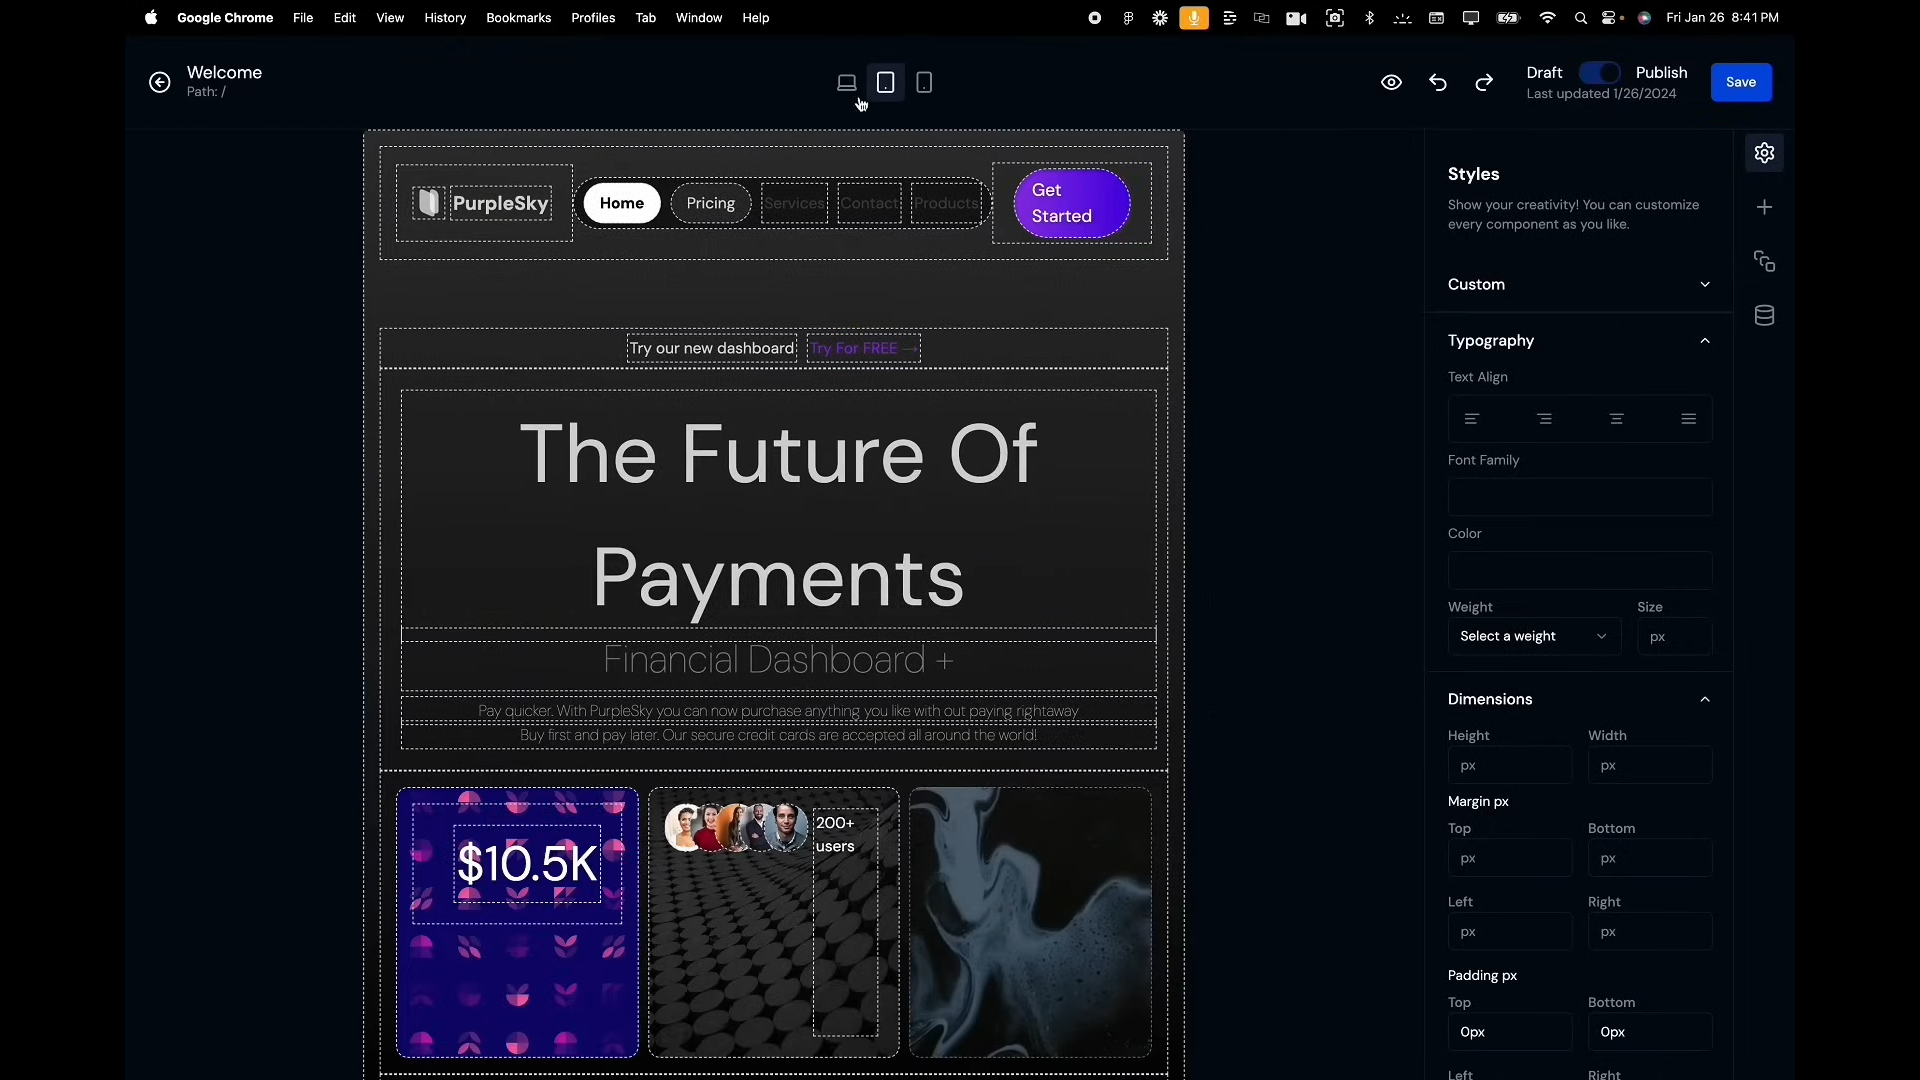 Google Chrome File Edit View History Bookmarks Profiles Tab Window Help Fri Jan 26 8:41 PM
Welcome
Path: /
Draft Publish
Last updated 1/26/2024
Save
PurpleSky
Home
Pricing
Services
Contact
Products
Get
Started
Try our new dashboard Try For FREE →
The Future Of
Payments
Financial Dashboard +
Pay quicker. With PurpleSky you can now purchase anything you like with out paying rightaway
Buy first and pay later. Our secure credit cards are accepted all around the world!
$10.5K
200+
users
Styles
Show your creativity! You can customize
every component as you like.
Custom
Typography
Text Align
Font Family
Color
Weight Size
Select a weight px
Dimensions
Height Width
px px
Margin px
Top Bottom
px px
Left Right
px px
Padding px
Top Bottom
0px 0px
Left Right